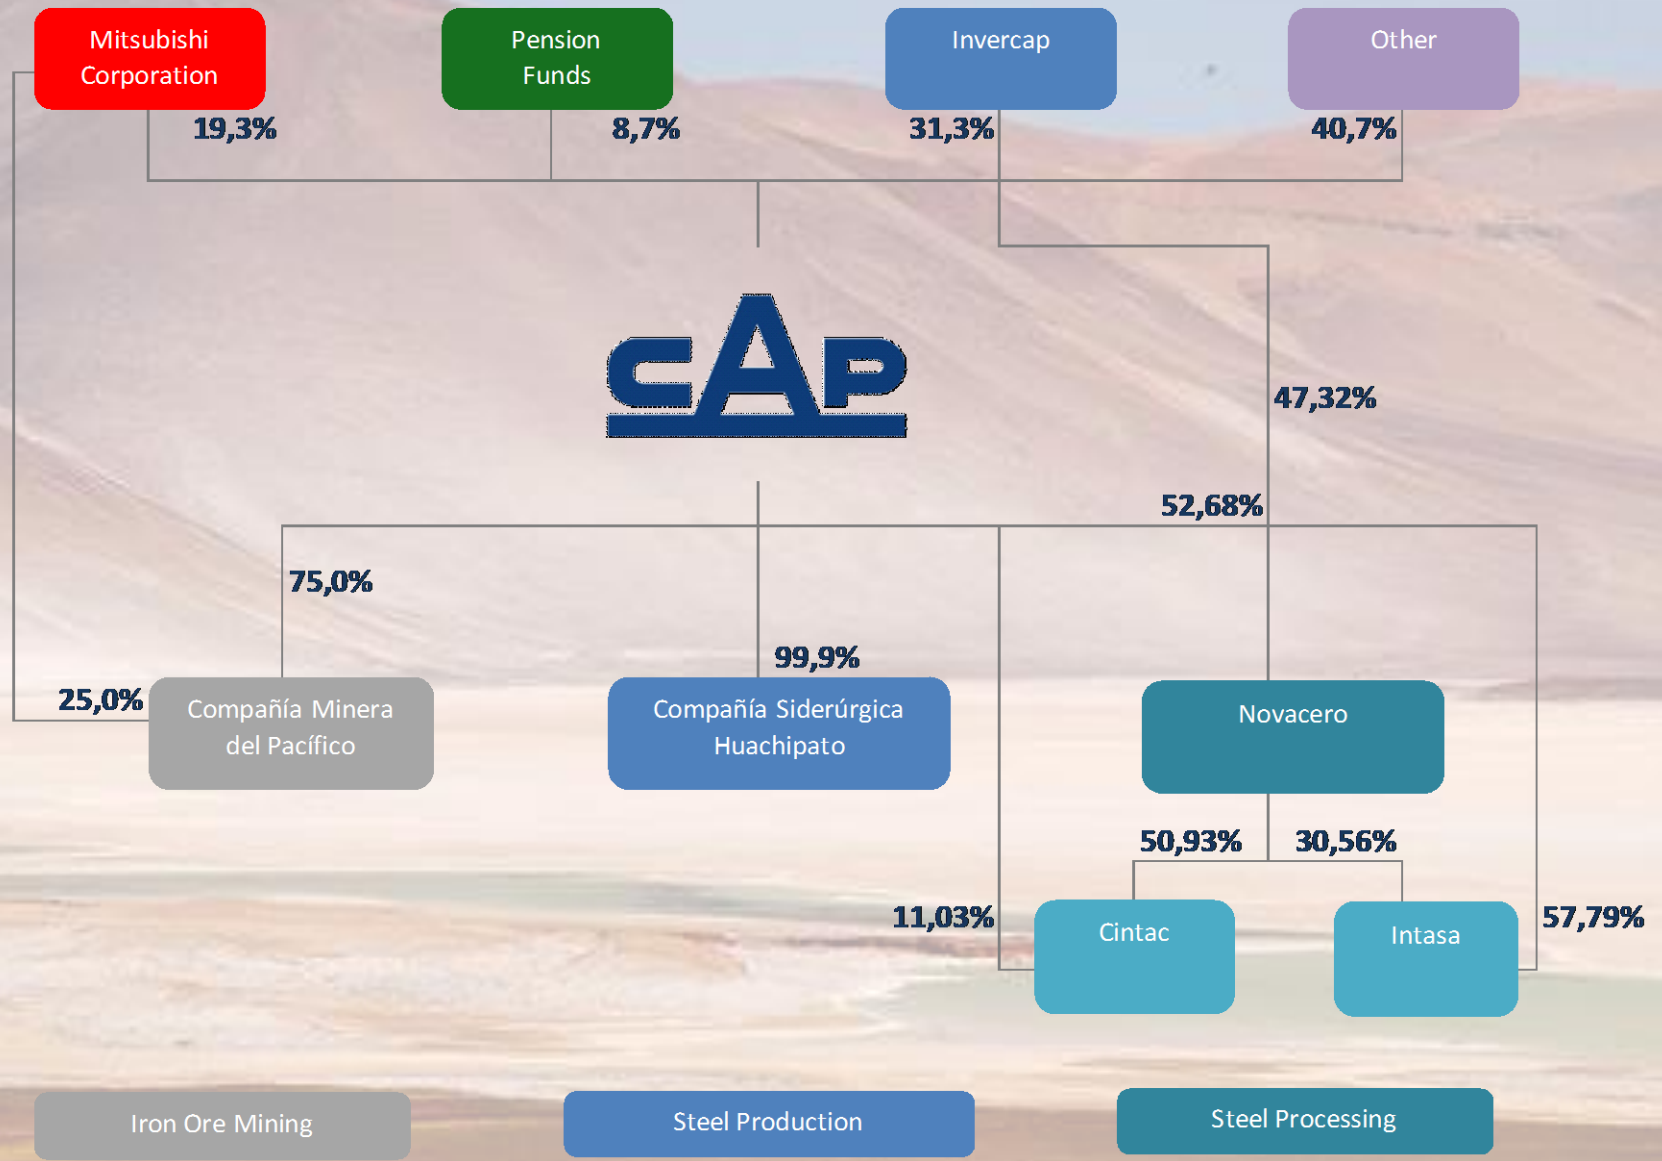 Mitsubishi
Corporation
Pension
Funds
Invercap
Other
19,3%
8,7%
31,3%
40,7%
CAP
47,32%
52,68%
75,0%
99,9%
25,0%
Compañía Minera
del Pacífico
Compañía Siderúrgica
Huachipato
Novacero
50,93%
30,56%
11,03%
Cintac
Intasa
57,79%
Iron Ore Mining
Steel Production
Steel Processing